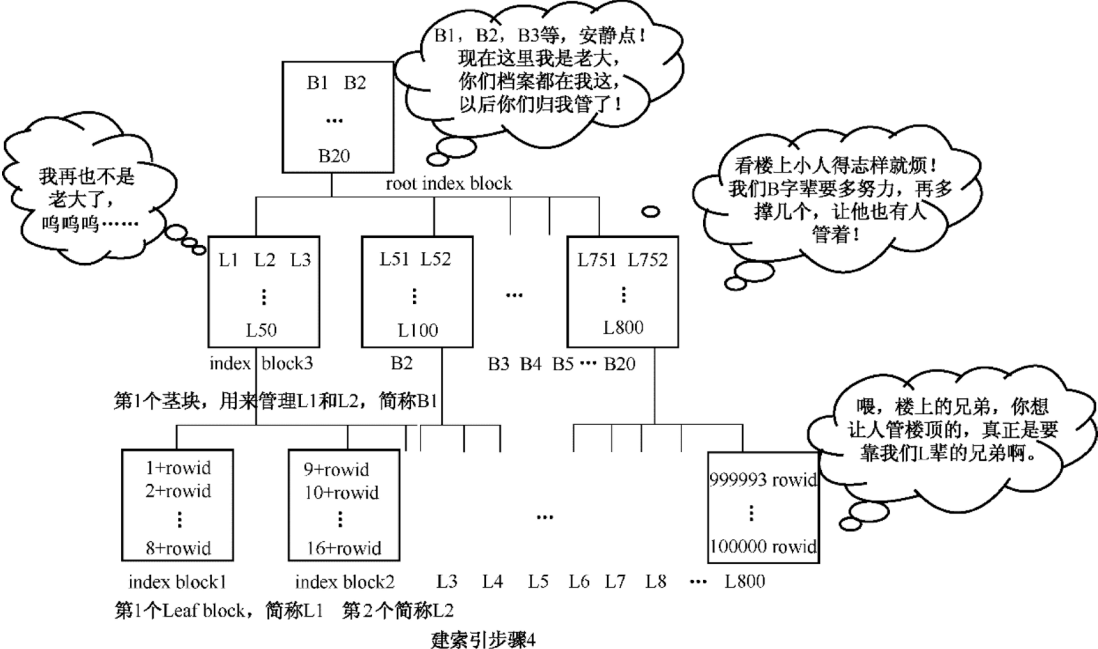 B1，B2，B3等，安静点！
现在这里我是老大，
你们档案都在我这，
以后你们归我管了！
B1 B2
…
B20
root index block
我再也不是
老大了，
呜呜呜……
看楼上小人得志样就烦！
我们B字辈要多努力，再多
撑几个，让他也有人
管着！
L1 L2 L3
⋮
L50
L51 L52
⋮
L100
…
L751 L752
⋮
L800
index block3
B2
B3 B4 B5 … B20
第1个茎块，用来管理L1和L2，简称B1
喂，楼上的兄弟，你想
让人管楼顶的，真正是要
靠我们L辈的兄弟啊。
1+rowid
2+rowid
⋮
8+rowid
9+rowid
10+rowid
⋮
16+rowid
…
999993 rowid
⋮
100000 rowid
index block1
index block2
L3 L4 L5 L6 L7 L8 … L800
第1个Leaf block，简称L1 第2个简称L2
建索引步骤4